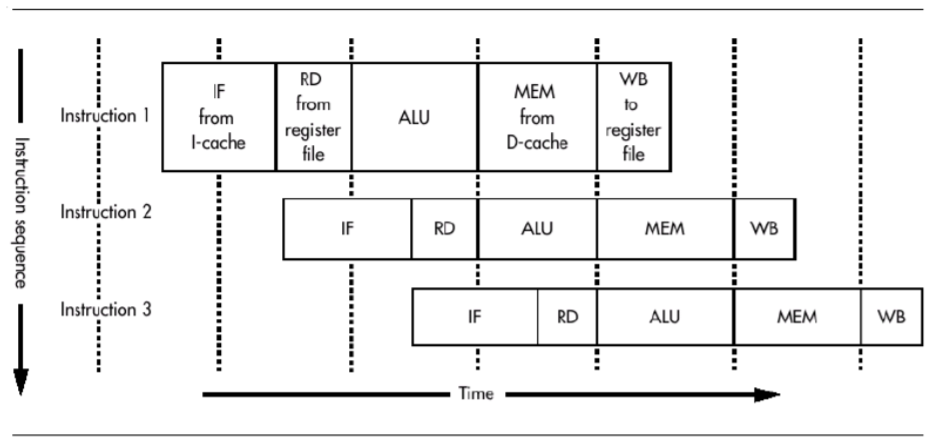 Instruction sequence
Instruction 1
IF
from
I-cache
RD
from
register
file
ALU
MEM
from
D-cache
WB
to
register
file
Instruction 2
IF
RD
ALU
MEM
WB
Instruction 3
IF
RD
ALU
MEM
WB
Time